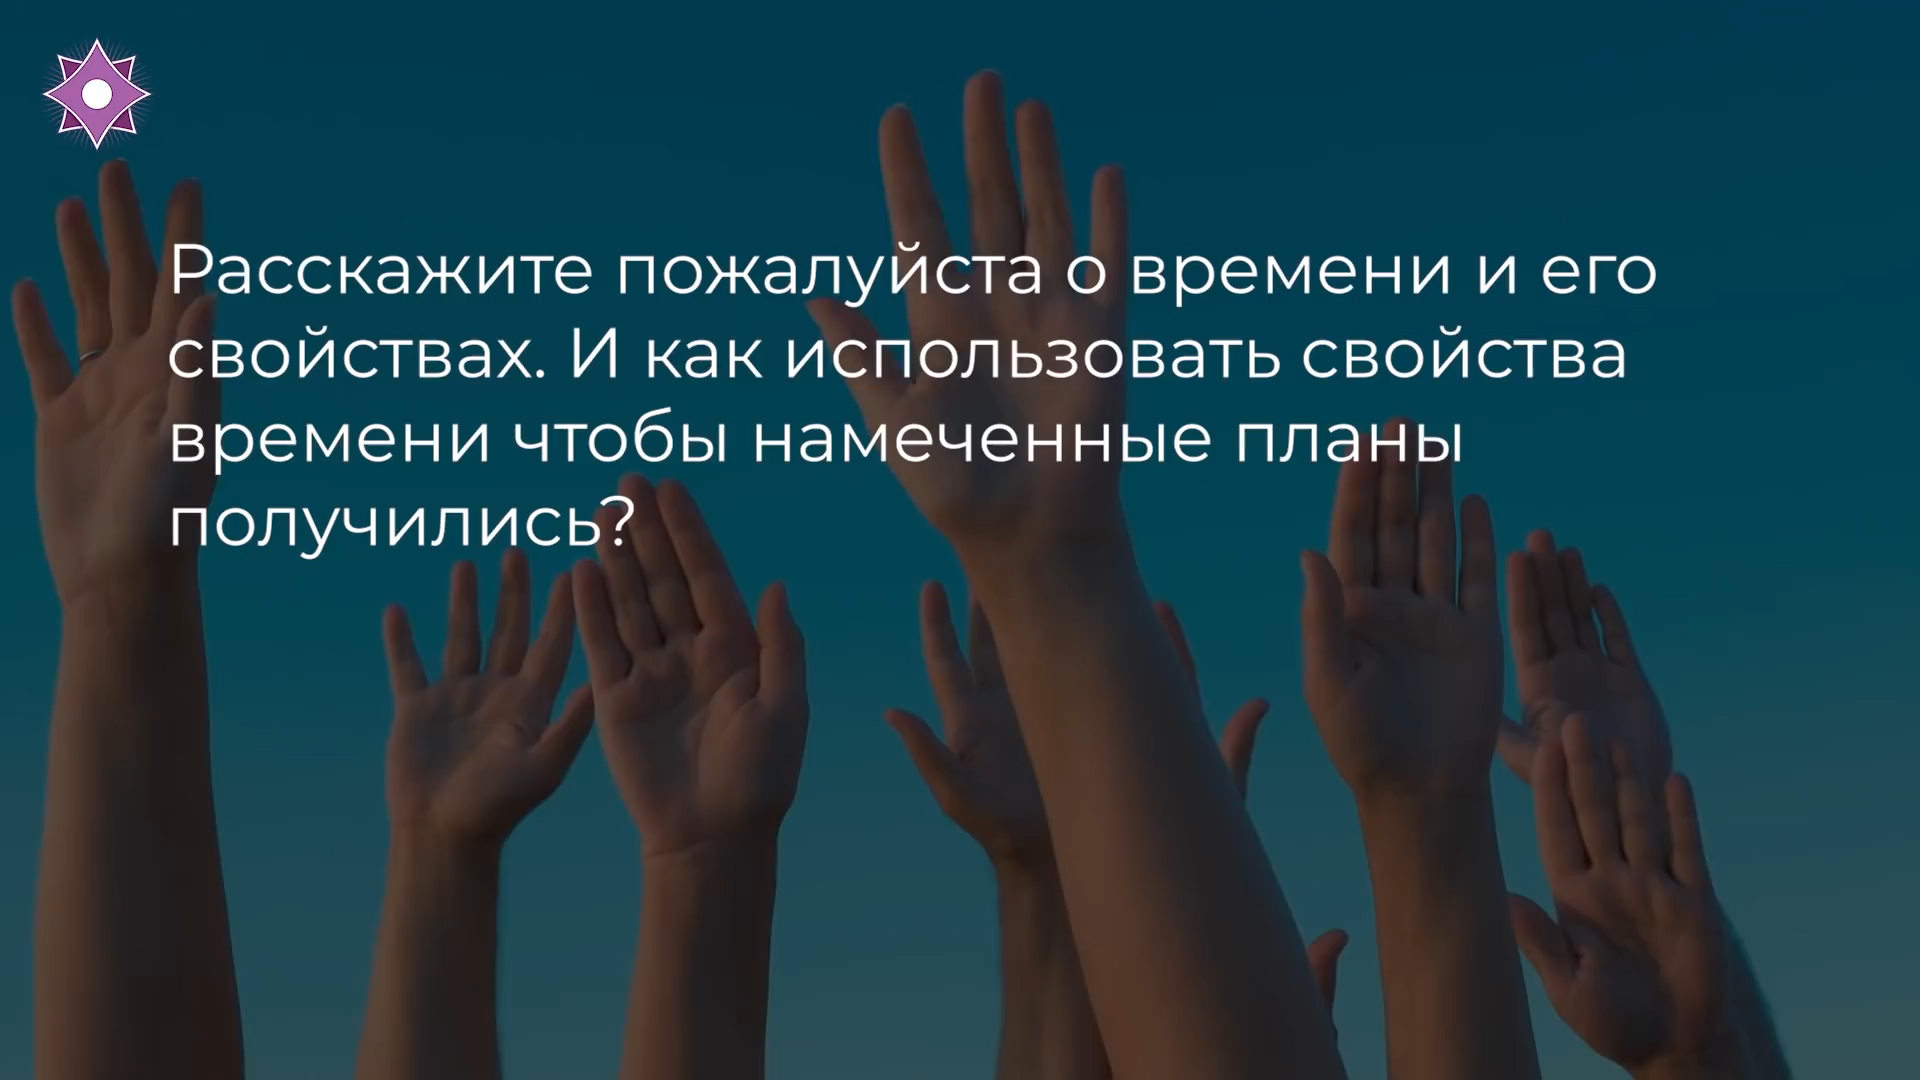 Расскажите пожалуйста о времени и его
свойствах. И как использовать свойства
времени чтобы намеченные планы
получились?